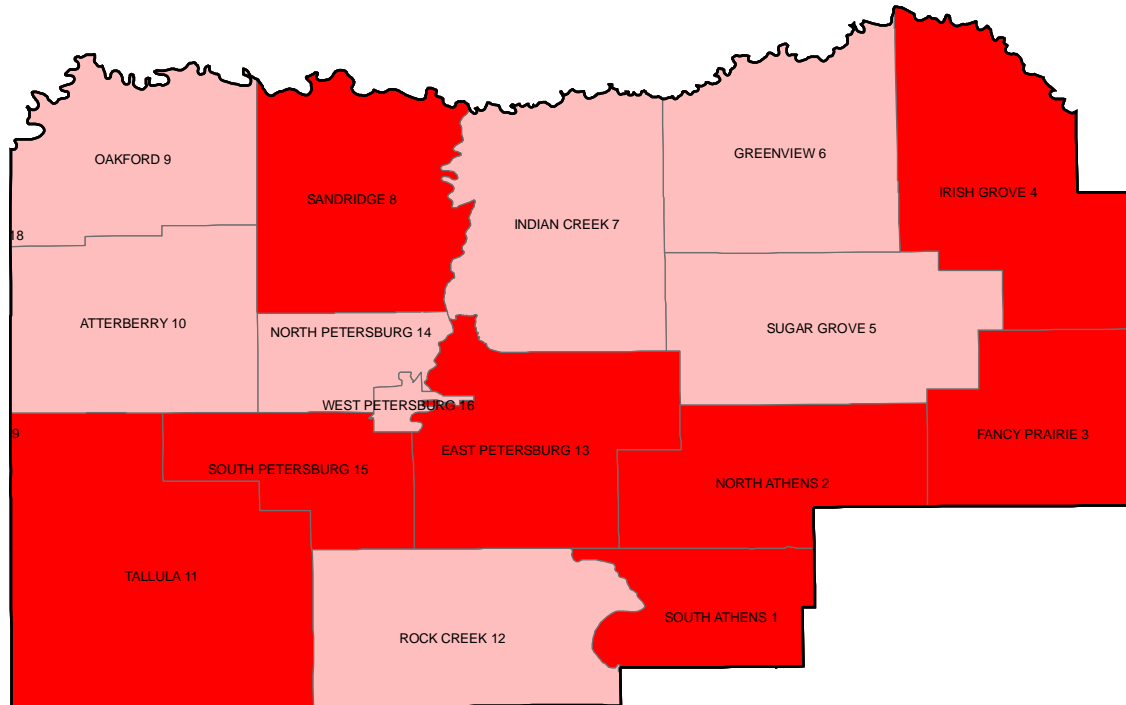 GREENVIEW 6
OAKFORD 9
IRISH GROVE 4
SANDRIDGE 8
INDIAN CREEK 7
18
ATTERBERRY 10
SUGAR GROVE 5
NORTH PETERSBURG 14
WEST PETERSBURG 16
9
FANCY PRAIRIE 3
EAST PETERSBURG 13
SOUTH PETERSBURG 15
NORTH ATHENS 2
TALLULA 11
SOUTH ATHENS 1
ROCK CREEK 12